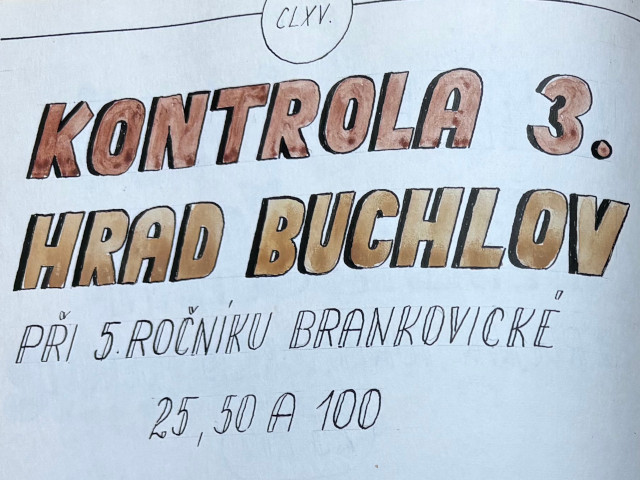 CLXV.
KONTROLA 3.
HRAD BUCHLOV
PŘI 5. ROČNÍKU BRANKOVICKÉ
25, 50 A 100